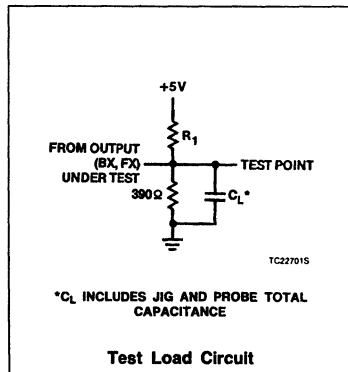 +5V
R1
FROM OUTPUT
(BX, FX)
UNDER TEST
TEST POINT
390Ω
CL*
TC22701S
*CL INCLUDES JIG AND PROBE TOTAL
CAPACITANCE
Test Load Circuit